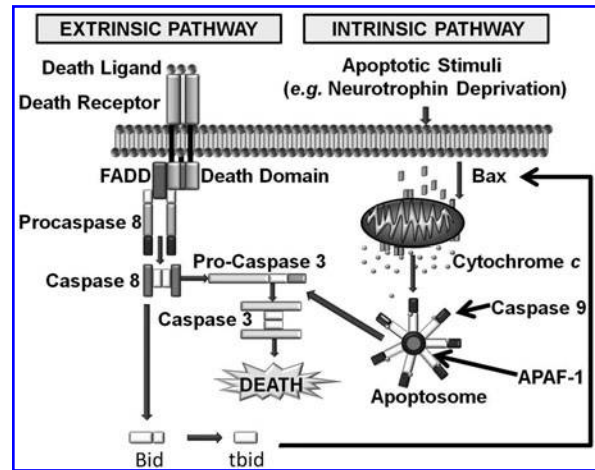 EXTRINSIC PATHWAY
INTRINSIC PATHWAY
Death Ligand
Death Receptor
Apoptotic Stimuli
(e.g. Neurotrophin Deprivation)
FADD
Death Domain
Bax
Procaspase 8
Pro-Caspase 3
Cytochrome c
Caspase 8
Caspase 3
Caspase 9
DEATH
APAF-1
Apoptosome
Bid
tbid